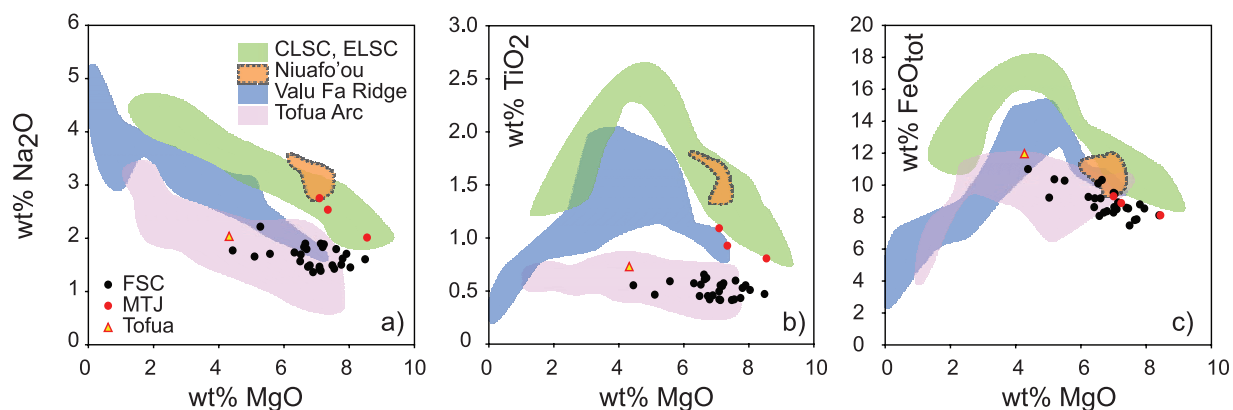 6
5
4
3
2
1
0
wt% Na2O
CLSC, ELSC
Niuafo'ou
Valu Fa Ridge
Tofua Arc
FSC
MTJ
Tofua
a)
0 2 4 6 8 10
wt% MgO
3.0
2.5
2.0
1.5
1.0
0.5
0
wt% TiO2
b)
0 2 4 6 8 10
wt% MgO
20
18
16
14
12
10
8
6
4
2
0
wt% FeOtot
c)
0 2 4 6 8 10
wt% MgO